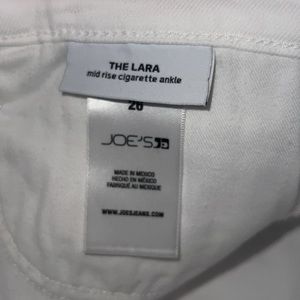 THE LARA
mid rise cigarette ankle
JOE'S
MADE IN MEXICO
HECHO EN MÉXICO
FABRIQUÉ AU MEXIQUE
WWW.JOESJEANS.COM